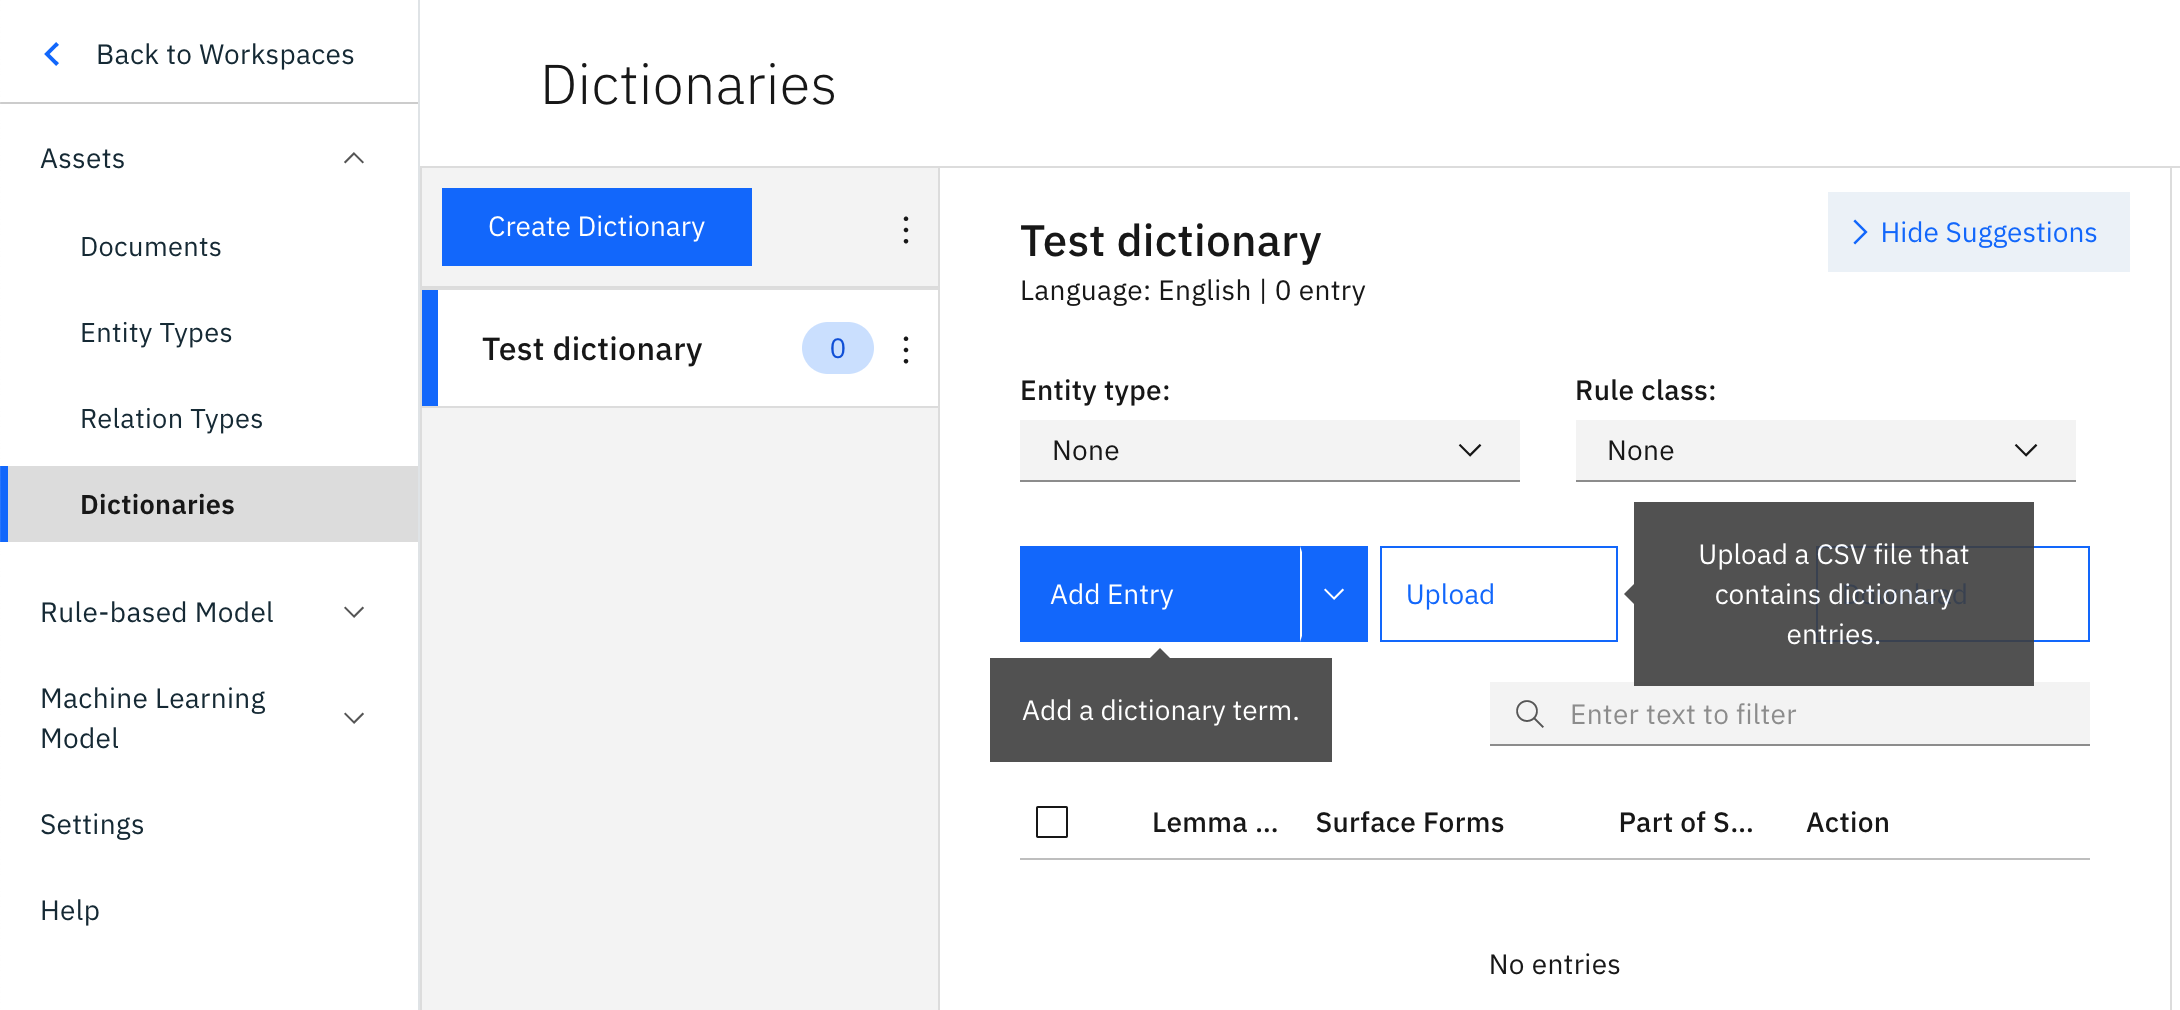 Back to Workspaces
Assets
Documents
Entity Types
Relation Types
Dictionaries
Rule-based Model
Machine Learning
Model
Settings
Help
Dictionaries
Create Dictionary
Test dictionary
0
Test dictionary
Language: English | 0 entry
Hide Suggestions
Entity type:
Rule class:
None
None
Add Entry
Upload
Upload a CSV file that
contains dictionary
entries.
Add a dictionary term.
Enter text to filter
Lemma ...
Surface Forms
Part of S...
Action
No entries